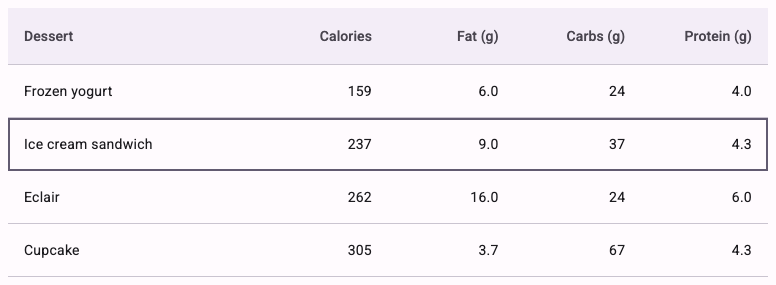 Dessert Calories Fat (g) Carbs (g) Protein (g)
Frozen yogurt 159 6.0 24 4.0
Ice cream sandwich 237 9.0 37 4.3
Eclair 262 16.0 24 6.0
Cupcake 305 3.7 67 4.3